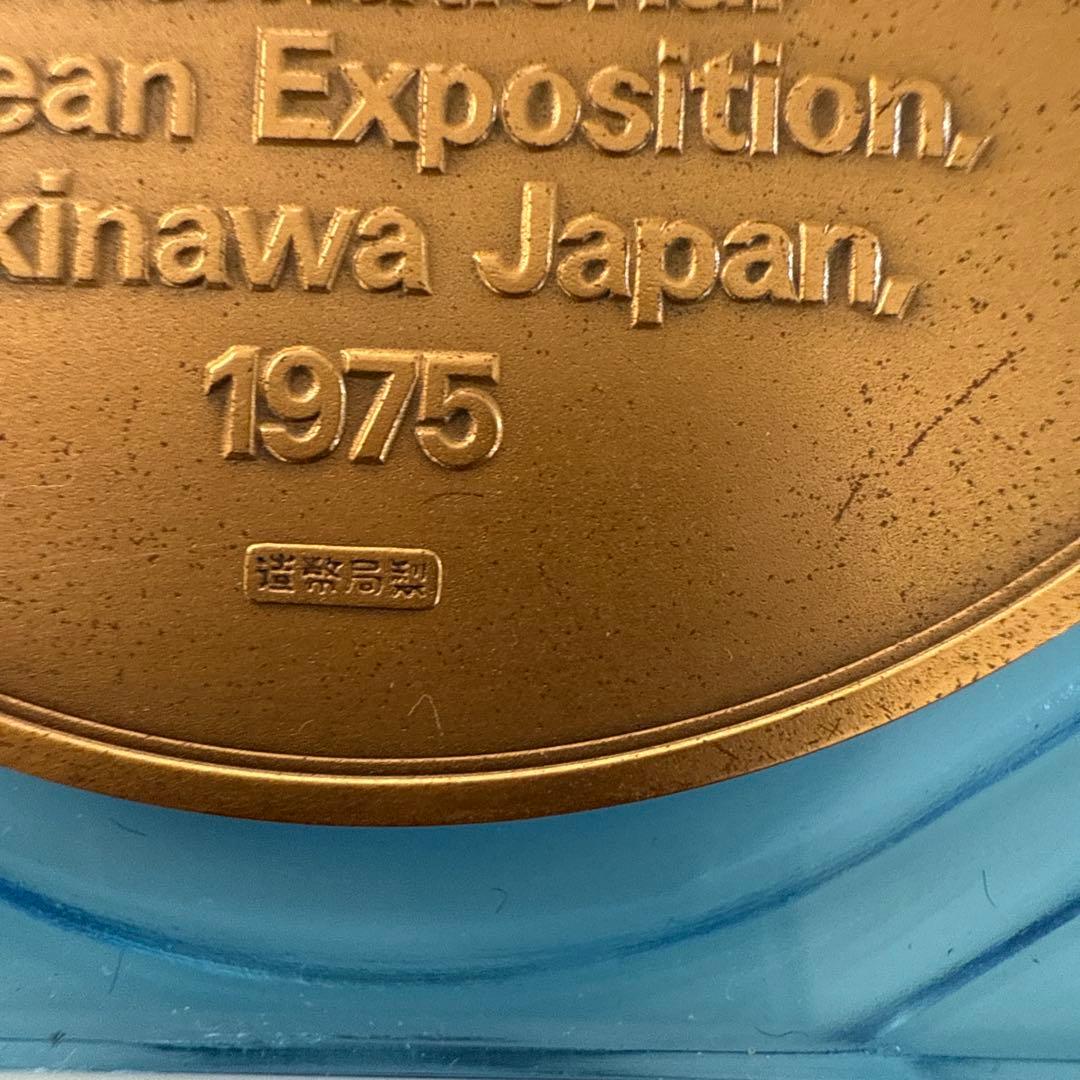 ean Exposition,
kinawa Japan,
1975
造幣局製